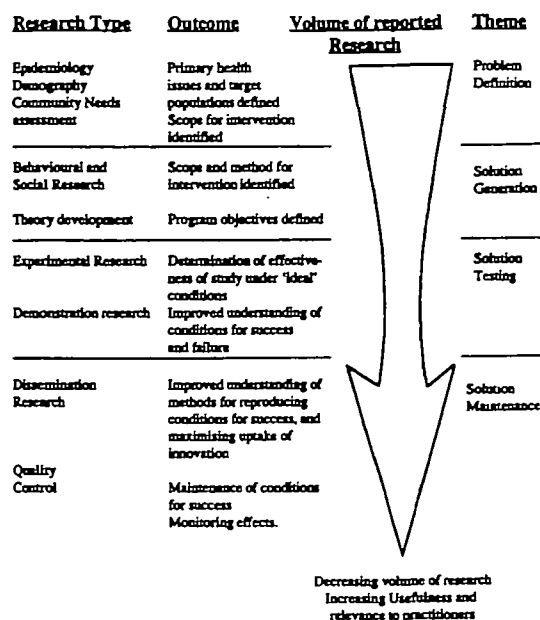 Research Type
Outcome
Volume of reported
Research
Theme
Epidemiology
Demography
Community Needs
assessment
Primary health
issues and target
populations defined
Scope for intervention
identified
Problem
Definition
Behavioural and
Social Research
Scope and method for
intervention identified
Solution
Generation
Theory development
Program objectives defined
Experimental Research
Determination of effective-
ness of study under 'ideal'
conditions
Solution
Testing
Demonstration research
Improved understanding of
conditions for success
and failure
Dissemination
Research
Improved understanding of
methods for reproducing
conditions for success, and
maximising uptake of
innovation
Solution
Maintenance
Quality
Control
Maintenance of conditions
for success
Monitoring effects.
Decreasing volume of research
Increasing Usefulness and
relevance to practitioners